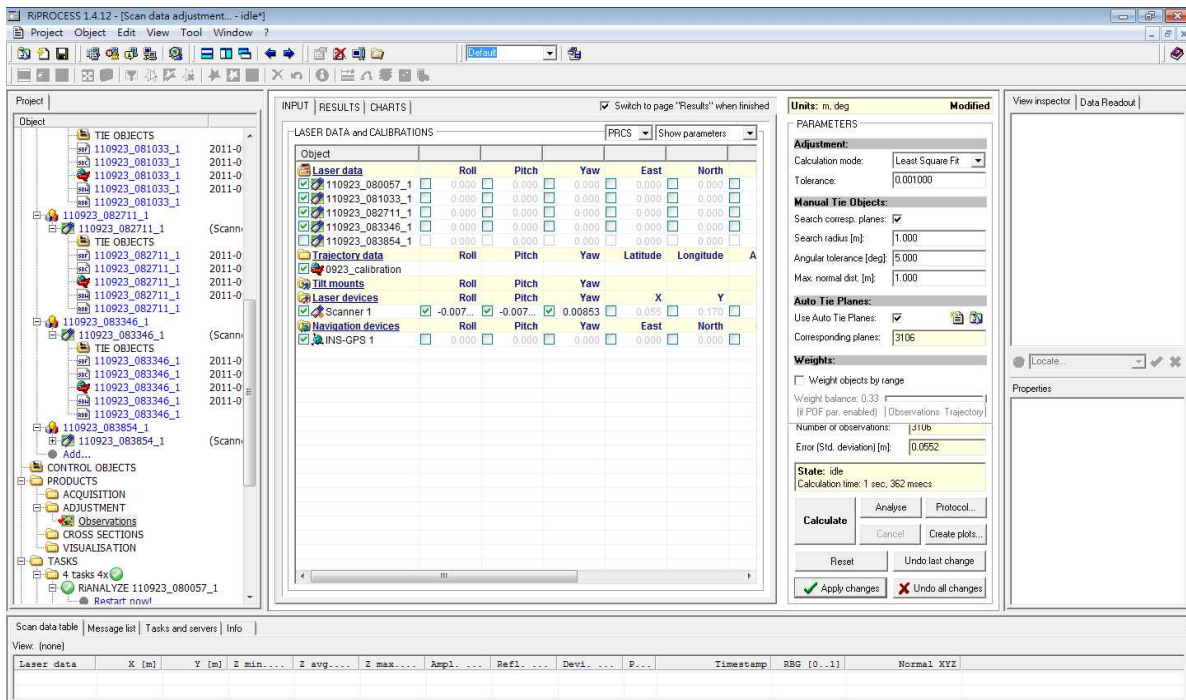 RiPROCESS 1.4.12 - [Scan data adjustment... - idle*]
Project Object Edit View Tool Window ?
Default
Project
Object
TIE OBJECTS
110923_081033_1 2011-0
110923_081033_1 2011-0
110923_081033_1 2011-0
110923_081033_1 2011-0
110923_081033_1
110923_082711_1
110923_082711_1 (Scann
TIE OBJECTS
110923_082711_1 2011-0
110923_082711_1 2011-0
110923_082711_1 2011-0
110923_082711_1 2011-0
110923_082711_1
110923_083346_1
110923_083346_1 (Scann
TIE OBJECTS
110923_083346_1 2011-0
110923_083346_1 2011-0
110923_083346_1 2011-0
110923_083346_1 2011-0
110923_083346_1
110923_083854_1
110923_083854_1 (Scann
Add...
CONTROL OBJECTS
PRODUCTS
ACQUISITION
ADJUSTMENT
Observations
CROSS SECTIONS
VISUALISATION
TASKS
4 tasks 4x
RiANALYZE 110923_080057_1
Restart now!
INPUT RESULTS CHARTS Switch to page "Results" when finished
LASER DATA and CALIBRATIONS PRCS Show parameters
Object
Laser data Roll Pitch Yaw East North
110923_080057_1 0.000 0.000 0.000 0.000 0.000
110923_081033_1 0.000 0.000 0.000 0.000 0.000
110923_082711_1 0.000 0.000 0.000 0.000 0.000
110923_083346_1 0.000 0.000 0.000 0.000 0.000
110923_083854_1 0.000 0.000 0.000 0.000 0.000
Trajectory data Roll Pitch Yaw Latitude Longitude A
0923_calibration
Tilt mounts Roll Pitch Yaw
Laser devices Roll Pitch Yaw X Y
Scanner 1 -0.007... -0.007... 0.00853 0.055 0.170
Navigation devices Roll Pitch Yaw East North
INS-GPS 1 0.000 0.000 0.000 0.000 0.000
Units: m, deg Modified
PARAMETERS
Adjustment:
Calculation mode: Least Square Fit
Tolerance: 0.001000
Manual Tie Objects:
Search corresp. planes:
Search radius [m]: 1.000
Angular tolerance [deg]: 5.000
Max. normal dist. [m]: 1.000
Auto Tie Planes:
Use Auto Tie Planes:
Corresponding planes: 3106
Weights:
Weight objects by range
Weight balance: 0.33
(if POF par. enabled) Observations Trajectory
Number of observations: 3106
Error (Std. deviation) [m]: 0.0552
State: idle
Calculation time: 1 sec, 362 msecs
Calculate Analyse Protocol...
Cancel Create plots...
Reset Undo last change
Apply changes Undo all changes
View inspector Data Readout
Locate...
Properties
Scan data table Message list Tasks and servers Info
View: (none)
Laser data X [m] Y [m] Z min.... Z avg.... Z max.... Ampl. ... Refl. ... Devi. ... P... Timestamp RBG [0..1] Normal XYZ